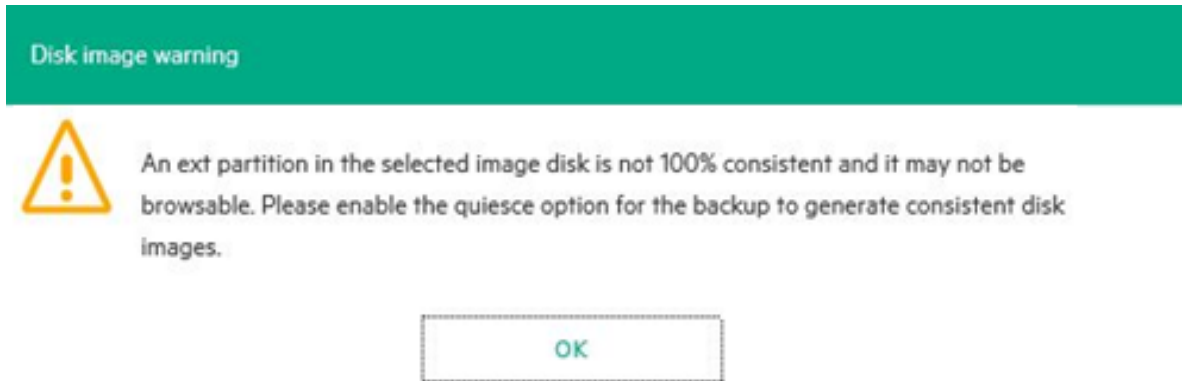 Disk image warning
An ext partition in the selected image disk is not 100% consistent and it may not be
browsable. Please enable the quiesce option for the backup to generate consistent disk
images.
OK